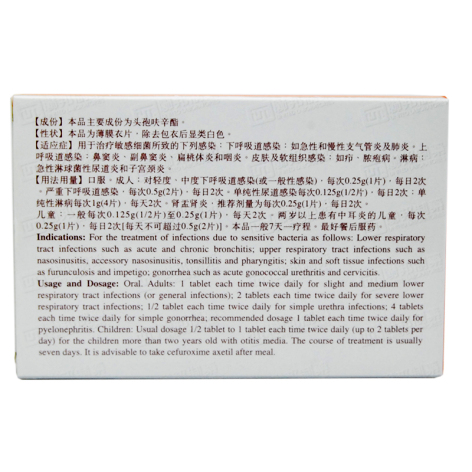 【成份】本品主要成份为头孢呋辛酯。
【性状】本品为薄膜衣片，除去包衣后显类白色。
【适应症】用于治疗敏感细菌所致的下列感染：下呼吸道感染：如急性和慢性支气管炎及肺炎。上
呼吸道感染：鼻窦炎、副鼻窦炎、扁桃体炎和咽炎。皮肤及软组织感染：如疖、脓疱病。淋病：
急性淋球菌性尿道炎和子宫颈炎。
【用法用量】口服。成人：对轻度、中度下呼吸道感染(或一般性感染)，每次0.25g(1片)，每日2次
。严重下呼吸道感染，每次0.5g(2片)，每日2次。单纯性尿道感染每次0.125g(1/2片)，每日2次；单
纯性淋病每次1g(4片)，每天2次。肾盂肾炎：推荐剂量为每次0.25g(1片)，每日2次。
儿童：一般每次0.125g(1/2片)至0.25g(1片)，每天2次。两岁以上患有中耳炎的儿童，每次
0.25g(1片)，每日2次[每天不可超过0.5g(2片)]。本品一般7天一疗程，最好餐后服药。
Indications: For the treatment of infections due to sensitive bacteria as follows: Lower respiratory
tract infections such as acute and chronic bronchitis; upper respiratory tract infections such as
nasosinusitis, accessory nasosinusitis, tonsillitis and pharyngitis; skin and soft tissue infections such
as furunculosis and impetigo; gonorrhea such as acute gonococcal urethritis and cervicitis.
Usage and Dosage: Oral. Adults: 1 tablet each time twice daily for slight and medium lower
respiratory tract infections (or general infections); 2 tablets each time twice daily for severe lower
respiratory tract infections; 1/2 tablet each time twice daily for simple urethra infections; 4 tablets
each time twice daily for simple gonorrhea; recommended dosage 1 tablet each time twice daily for
pyelonephritis. Children: Usual dosage 1/2 tablet to 1 tablet each time twice daily (up to 2 tablets per
day) for the children more than two years old with otitis media. The course of treatment is usually
seven days. It is advisable to take cefuroxime axetil after meal.